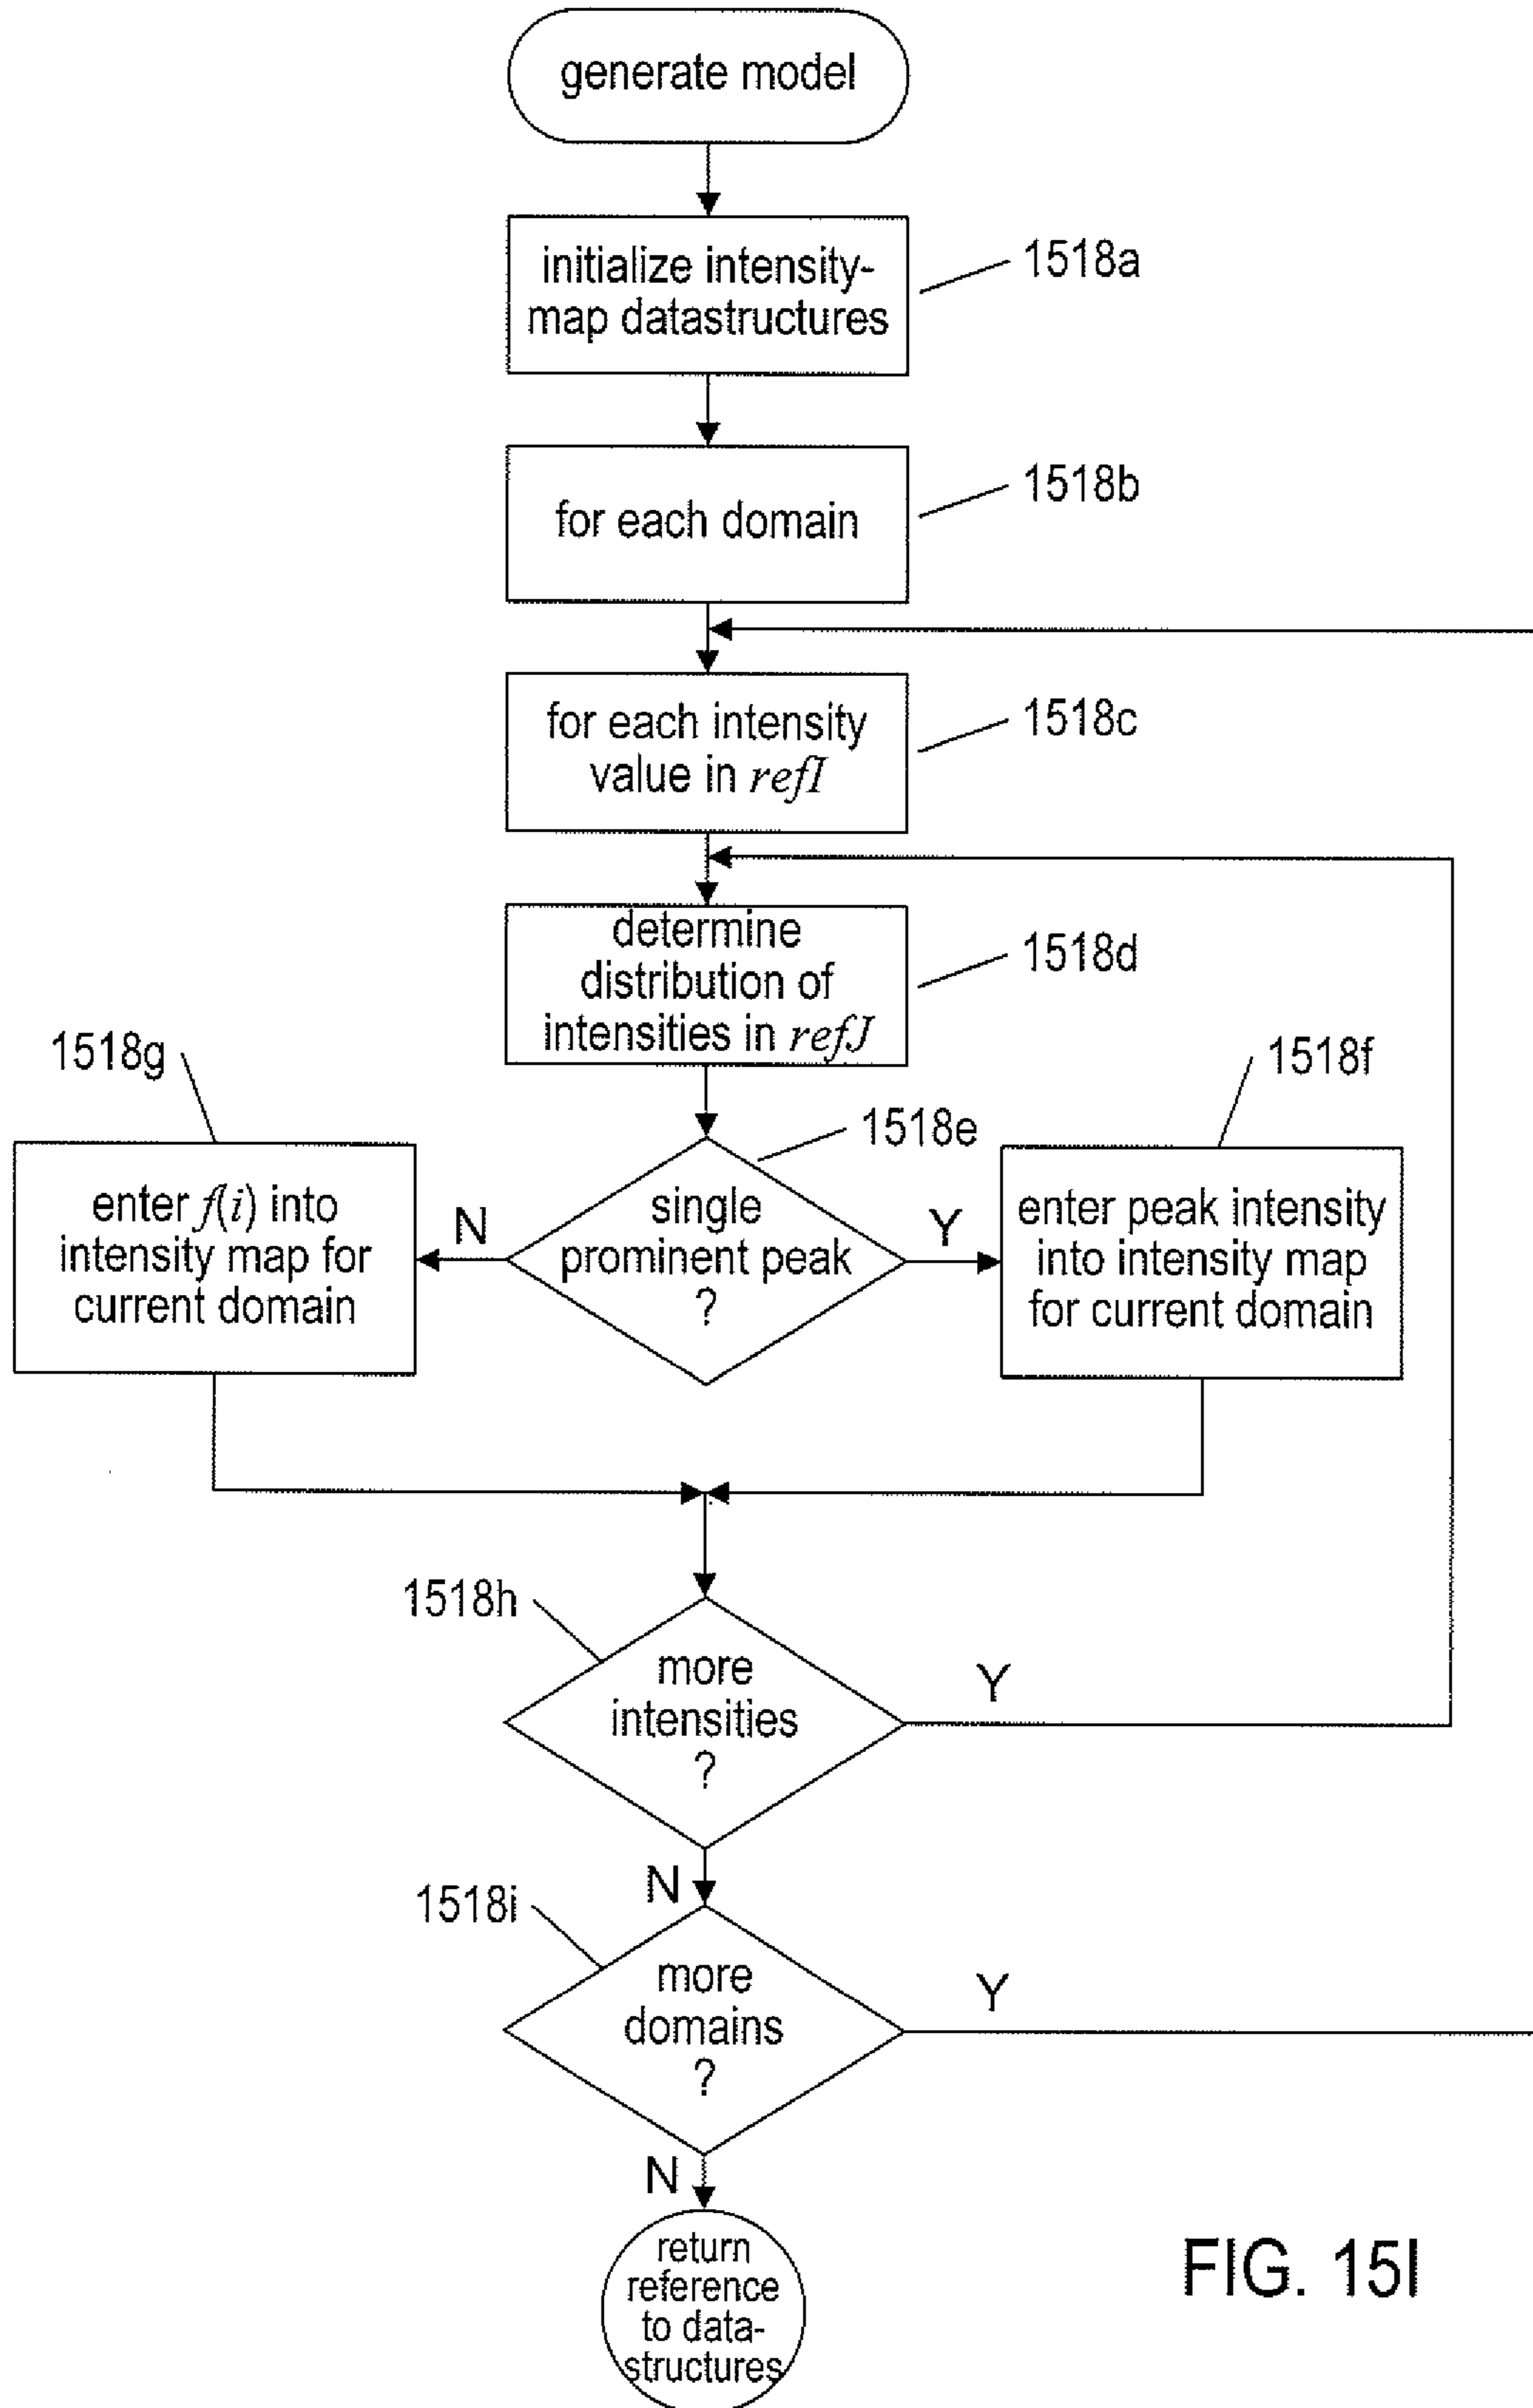 generate model
initialize intensity-
map datastructures
1518a
for each domain
1518b
for each intensity
value in refI
1518c
determine
distribution of
intensities in refJ
1518d
1518g
1518f
1518e
enter f(i) into
intensity map for
current domain
N
single
prominent peak
?
Y
enter peak intensity
into intensity map
for current domain
1518h
more
intensities
?
Y
N
1518i
more
domains
?
Y
N
return
reference
to data-
structures
FIG. 15I